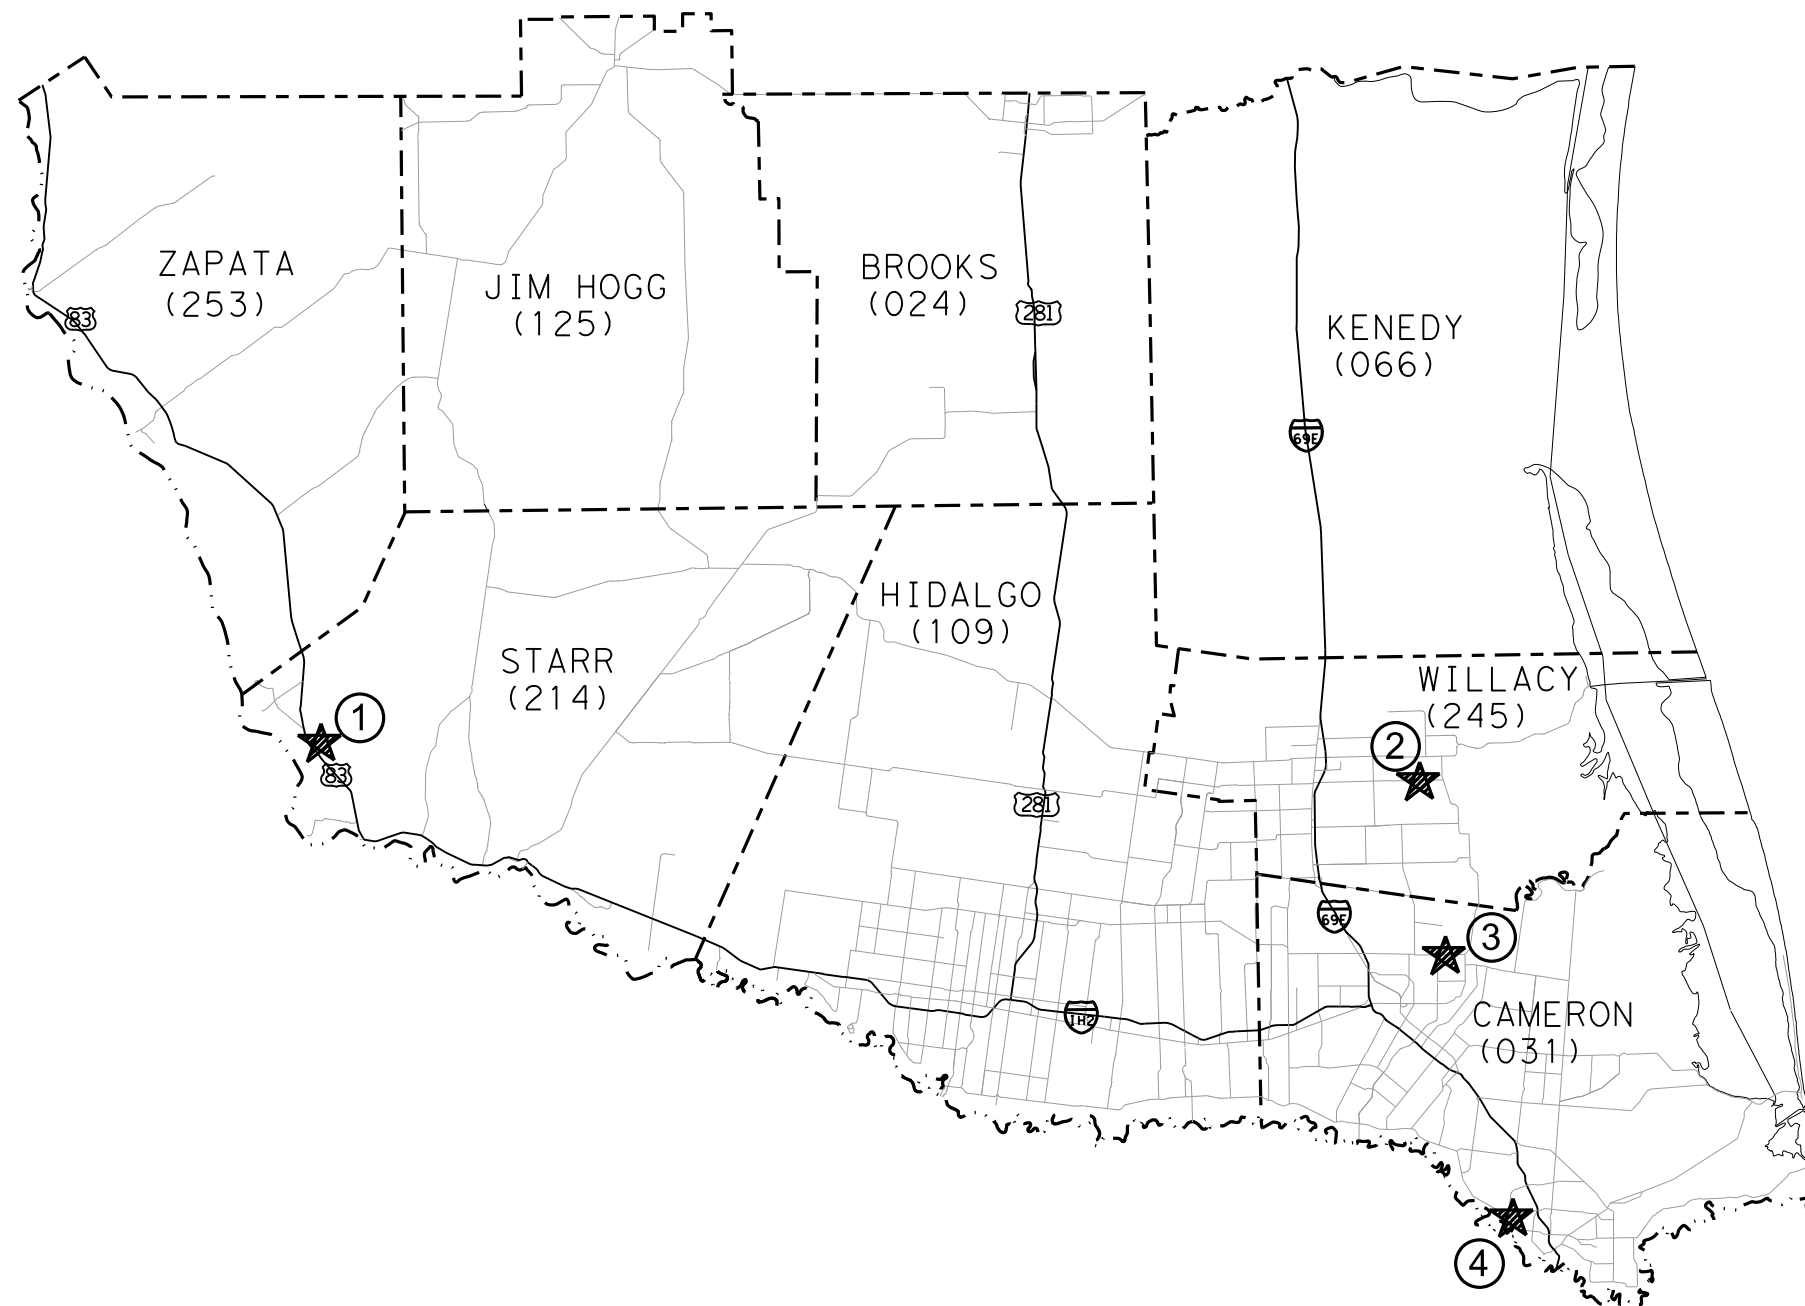 ZAPATA
(253)
83
JIM HOGG
(125)
BROOKS
(024)
281
KENEDY
(066)
69E
HIDALGO
(109)
STARR
(214)
WILLACY
(245)
1
83
2
281
69E
3
IH2
CAMERON
(031)
4